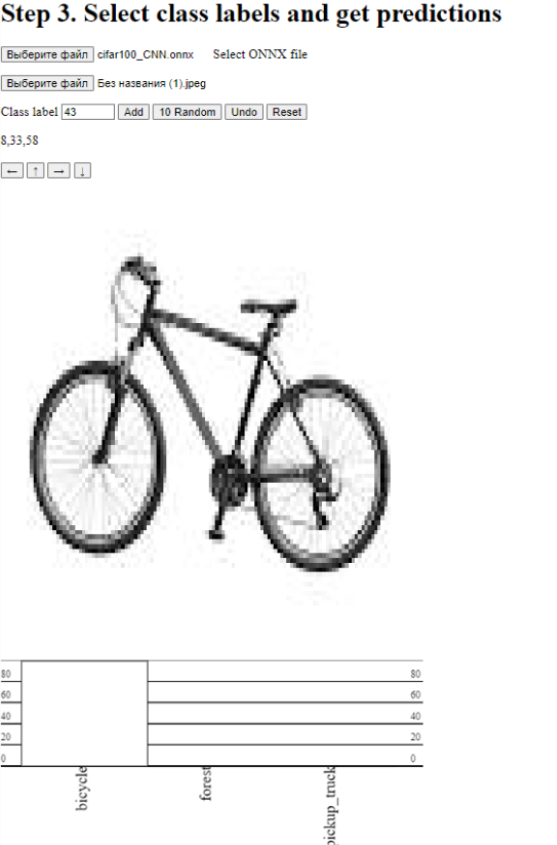 Step 3. Select class labels and get predictions
Выберите файл cifar100_CNN.onnx Select ONNX file
Выберите файл Без названия (1).jpeg
Class label 43 Add 10 Random Undo Reset
8,33,58
← ↑ → ↓
80 80
60 60
40 40
20 20
0 0
bicycle forest pickup_truck